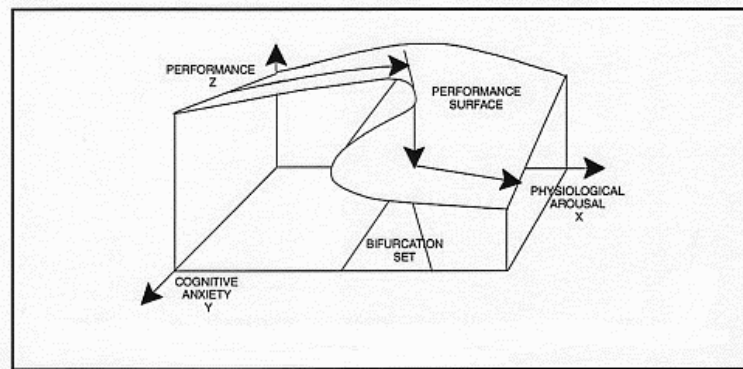 PERFORMANCE
Z
PERFORMANCE
SURFACE
PHYSIOLOGICAL
AROUSAL
X
BIFURCATION
SET
COGNITIVE
ANXIETY
Y